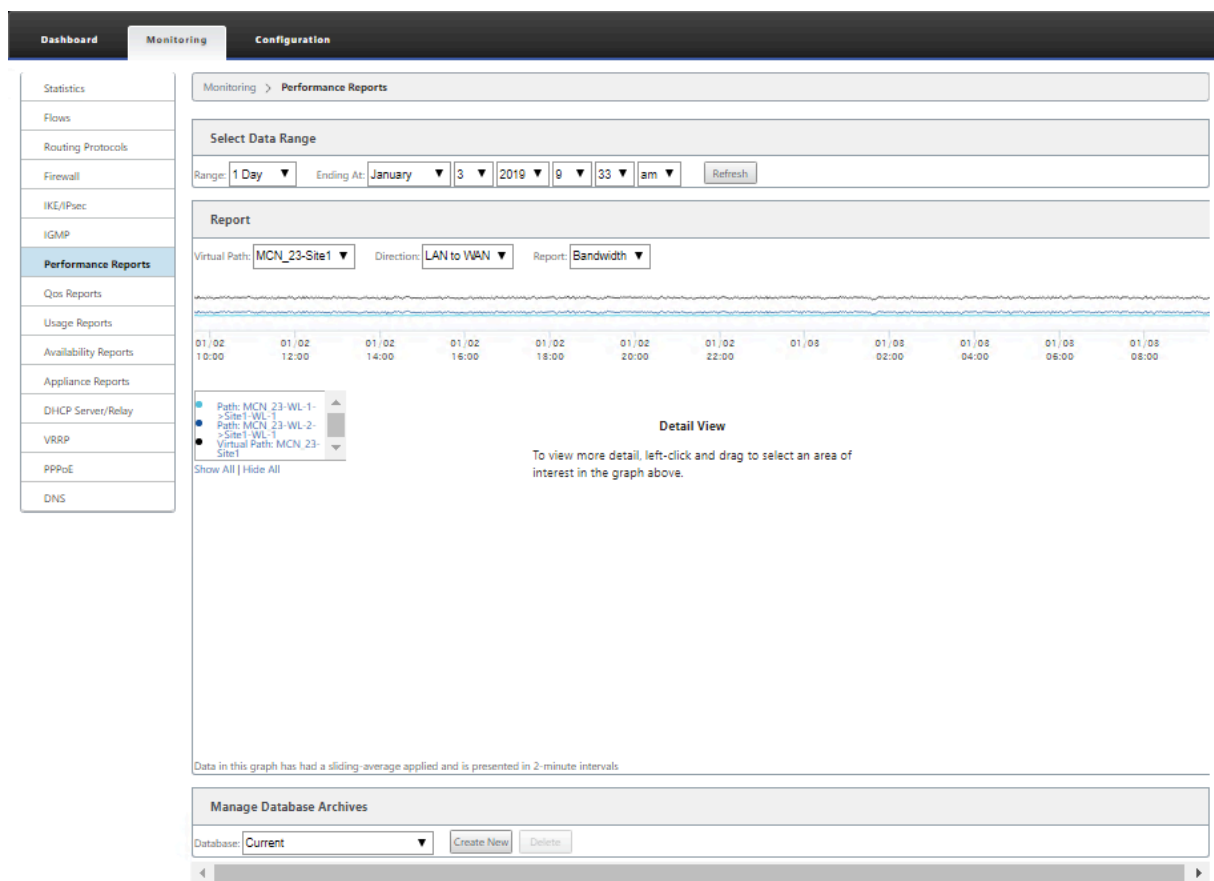 Dashboard Monitoring Configuration
Statistics
Flows
Routing Protocols
Firewall
IKE/IPsec
IGMP
Performance Reports
Qos Reports
Usage Reports
Availability Reports
Appliance Reports
DHCP Server/Relay
VRRP
PPPoE
DNS
Monitoring > Performance Reports
Select Data Range
Range: 1 Day Ending At: January 3 2019 9 33 am Refresh
Report
Virtual Path: MCN_23-Site1 Direction: LAN to WAN Report: Bandwidth
01/02 01/02 01/02 01/02 01/02 01/02 01/02 01/03 01/03 01/03 01/03 01/03
10:00 12:00 14:00 16:00 18:00 20:00 22:00 02:00 04:00 06:00 08:00
Path: MCN_23-WL-1-
>Site1-WL-1
Path: MCN_23-WL-2-
>Site1-WL-1
Virtual Path: MCN_23-
Site1
Show All | Hide All
Detail View
To view more detail, left-click and drag to select an area of
interest in the graph above.
Data in this graph has had a sliding-average applied and is presented in 2-minute intervals
Manage Database Archives
Database: Current Create New Delete